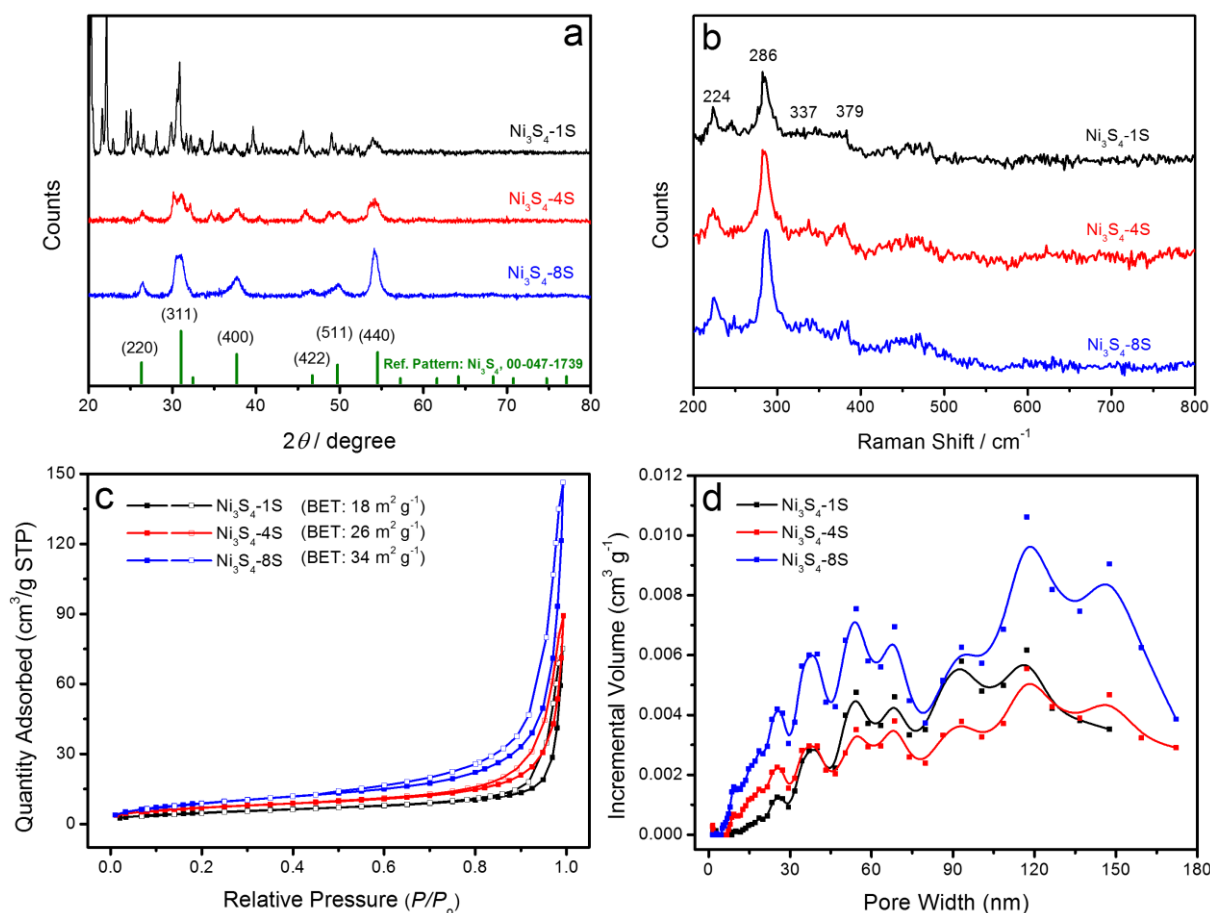 a
Ni₃S₄-1S
Ni₃S₄-4S
Ni₃S₄-8S
(220)
(311)
(400)
(422)
(511)
(440)
Ref. Pattern: Ni₃S₄, 00-047-1739
Counts
20 30 40 50 60 70 80
2θ / degree
b
224
286
337
379
Ni₃S₄-1S
Ni₃S₄-4S
Ni₃S₄-8S
Counts
200 300 400 500 600 700 800
Raman Shift / cm⁻¹
c
Ni₃S₄-1S (BET: 18 m² g⁻¹)
Ni₃S₄-4S (BET: 26 m² g⁻¹)
Ni₃S₄-8S (BET: 34 m² g⁻¹)
150
120
90
60
30
0
Quantity Adsorbed (cm³/g STP)
0.0 0.2 0.4 0.6 0.8 1.0
Relative Pressure (P/Pₒ)
d
Ni₃S₄-1S
Ni₃S₄-4S
Ni₃S₄-8S
0.012
0.010
0.008
0.006
0.004
0.002
0.000
Incremental Volume (cm³ g⁻¹)
0 30 60 90 120 150 180
Pore Width (nm)